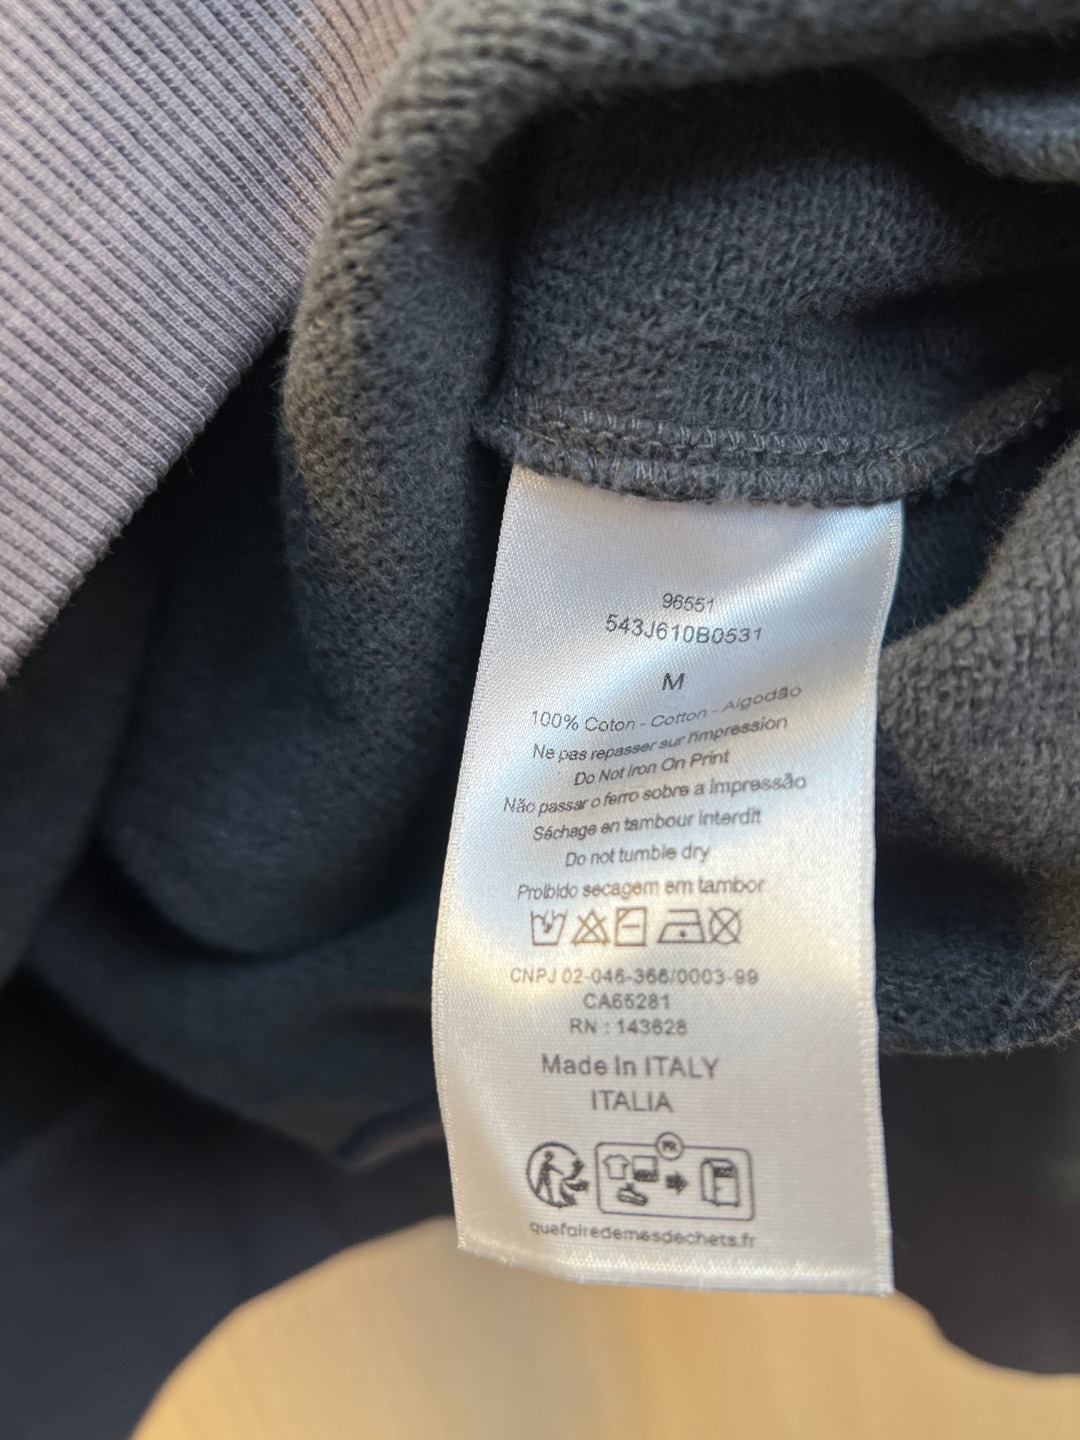 96551
543J610B0531
M
100% Coton - Cotton - Algodão
Ne pas repasser sur l'impression
Do Not Iron On Print
Não passar o ferro sobre a impressão
Séchage en tambour interdit
Do not tumble dry
Proibido secagem em tambor
CNPJ 02-046-366/0003-99
CA65281
RN : 143628
Made in ITALY
ITALIA
FR
quefairedemesdechets.fr